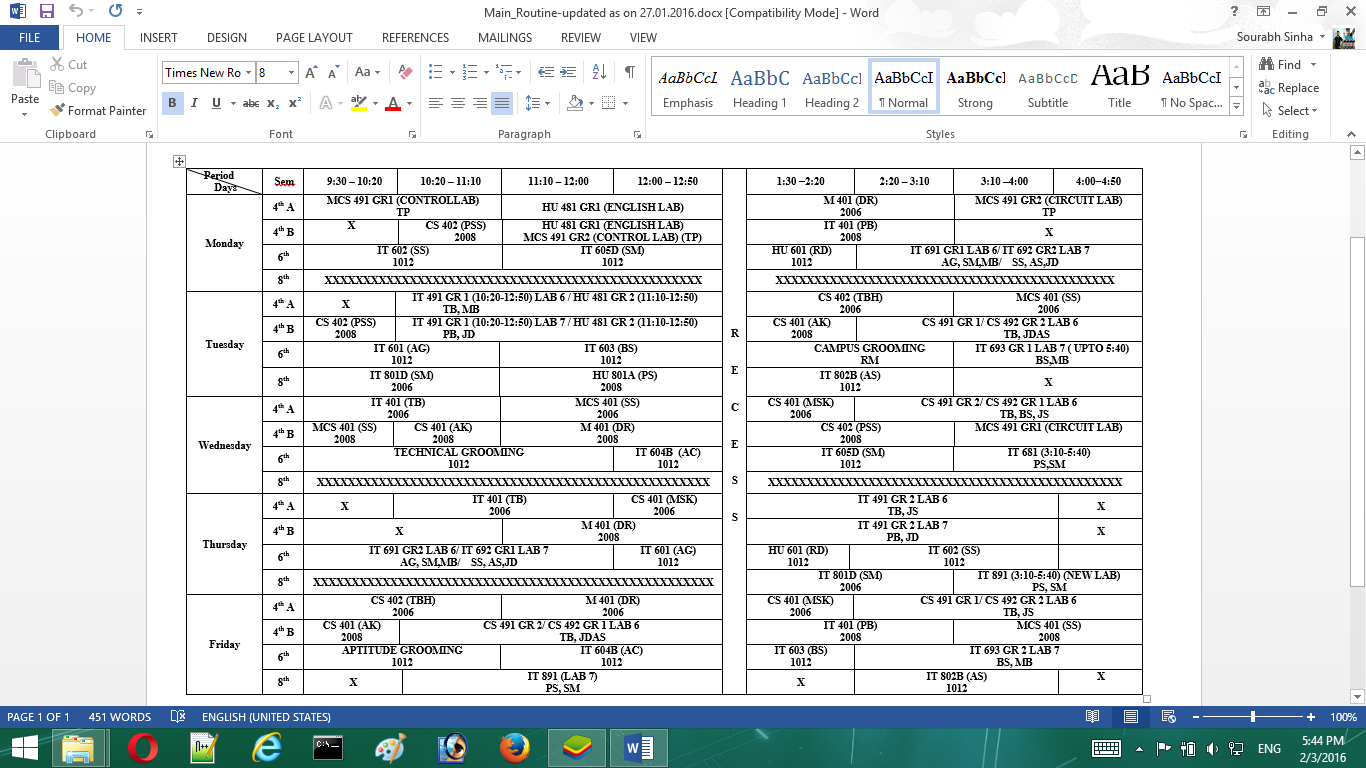 Main_Routine-updated as on 27.01.2016.docx [Compatibility Mode] - Word
FILE HOME INSERT DESIGN PAGE LAYOUT REFERENCES MAILINGS REVIEW VIEW Sourabh Sinha
Paste
Cut
Copy
Format Painter
Clipboard
Times New Ro 8
Font
Paragraph
AaBbCcI AaBbC AaBbCcI AaBbCcI AaBbCcI AaBbCcD AaBb AaBbCcI
Emphasis Heading 1 Heading 2 ¶ Normal Strong Subtitle Title ¶ No Spac...
Styles
Find
Replace
Select
Editing
Period
Days
Sem 9:30 – 10:20 10:20 – 11:10 11:10 – 12:00 12:00 – 12:50 1:30 –2:20 2:20 – 3:10 3:10 –4:00 4:00–4:50
Monday
4th A MCS 491 GR1 (CONTROLLAB) HU 481 GR1 (ENGLISH LAB) M 401 (DR) MCS 491 GR2 (CIRCUIT LAB)
TP 2006 TP
4th B X CS 402 (PSS) HU 481 GR1 (ENGLISH LAB) IT 401 (PB) X
2008 MCS 491 GR2 (CONTROL LAB) (TP) 2008
6th IT 602 (SS) IT 605D (SM) HU 601 (RD) IT 691 GR1 LAB 6/ IT 692 GR2 LAB 7
1012 1012 1012 AG, SM,MB/ SS, AS,JD
8th XXXXXXXXXXXXXXXXXXXXXXXXXXXXXXXXXXXXXXXXXXXXXXXXX XXXXXXXXXXXXXXXXXXXXXXXXXXXXXXXXXXXXXXXXXXXX
Tuesday
4th A X IT 491 GR 1 (10:20-12:50) LAB 6 / HU 481 GR 2 (11:10-12:50) CS 402 (TBH) MCS 401 (SS)
TB, MB 2006 2006
4th B CS 402 (PSS) IT 491 GR 1 (10:20-12:50) LAB 7 / HU 481 GR 2 (11:10-12:50) CS 401 (AK) CS 491 GR 1/ CS 492 GR 2 LAB 6
2008 PB, JD 2008 TB, JDAS
6th IT 601 (AG) IT 603 (BS) CAMPUS GROOMING IT 693 GR 1 LAB 7 ( UPTO 5:40)
1012 1012 RM BS,MB
8th IT 801D (SM) HU 801A (PS) IT 802B (AS) X
2006 2008 1012
R
E
C
E
S
S
Wednesday
4th A IT 401 (TB) MCS 401 (SS) CS 401 (MSK) CS 491 GR 2/ CS 492 GR 1 LAB 6
2006 2006 2006 TB, BS, JS
4th B MCS 401 (SS) CS 401 (AK) M 401 (DR) CS 402 (PSS) MCS 491 GR1 (CIRCUIT LAB)
2008 2008 2008 2008
6th TECHNICAL GROOMING IT 604B (AC) IT 605D (SM) IT 681 (3:10-5:40)
1012 1012 1012 PS,SM
8th XXXXXXXXXXXXXXXXXXXXXXXXXXXXXXXXXXXXXXXXXXXXXXXXXXX XXXXXXXXXXXXXXXXXXXXXXXXXXXXXXXXXXXXXXXXXXXXXX
Thursday
4th A X IT 401 (TB) CS 401 (MSK) IT 491 GR 2 LAB 6 X
2006 2006 TB, JS
4th B X M 401 (DR) IT 491 GR 2 LAB 7 X
2008 PB, JD
6th IT 691 GR2 LAB 6/ IT 692 GR1 LAB 7 IT 601 (AG) HU 601 (RD) IT 602 (SS)
AG, SM,MB/ SS, AS,JD 1012 1012 1012
8th XXXXXXXXXXXXXXXXXXXXXXXXXXXXXXXXXXXXXXXXXXXXXXXXXXXX IT 801D (SM) IT 891 (3:10-5:40) (NEW LAB)
2006 PS, SM
Friday
4th A CS 402 (TBH) M 401 (DR) CS 401 (MSK) CS 491 GR 1/ CS 492 GR 2 LAB 6
2006 2006 2006 TB, JS
4th B CS 401 (AK) CS 491 GR 2/ CS 492 GR 1 LAB 6 IT 401 (PB) MCS 401 (SS)
2008 TB, JDAS 2008 2008
6th APTITUDE GROOMING IT 604B (AC) IT 603 (BS) IT 693 GR 2 LAB 7
1012 1012 1012 BS, MB
8th X IT 891 (LAB 7) X IT 802B (AS) X
PS, SM 1012
PAGE 1 OF 1 451 WORDS ENGLISH (UNITED STATES) 100%
ENG
5:44 PM
2/3/2016